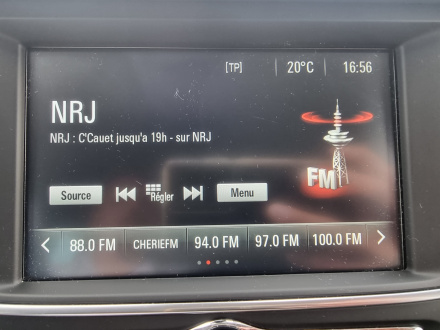 [TP] 20°C 16:56
NRJ
NRJ : C'Cauet jusqu'a 19h - sur NRJ
FM
Source Régler Menu
88.0 FM CHERIEFM 94.0 FM 97.0 FM 100.0 FM